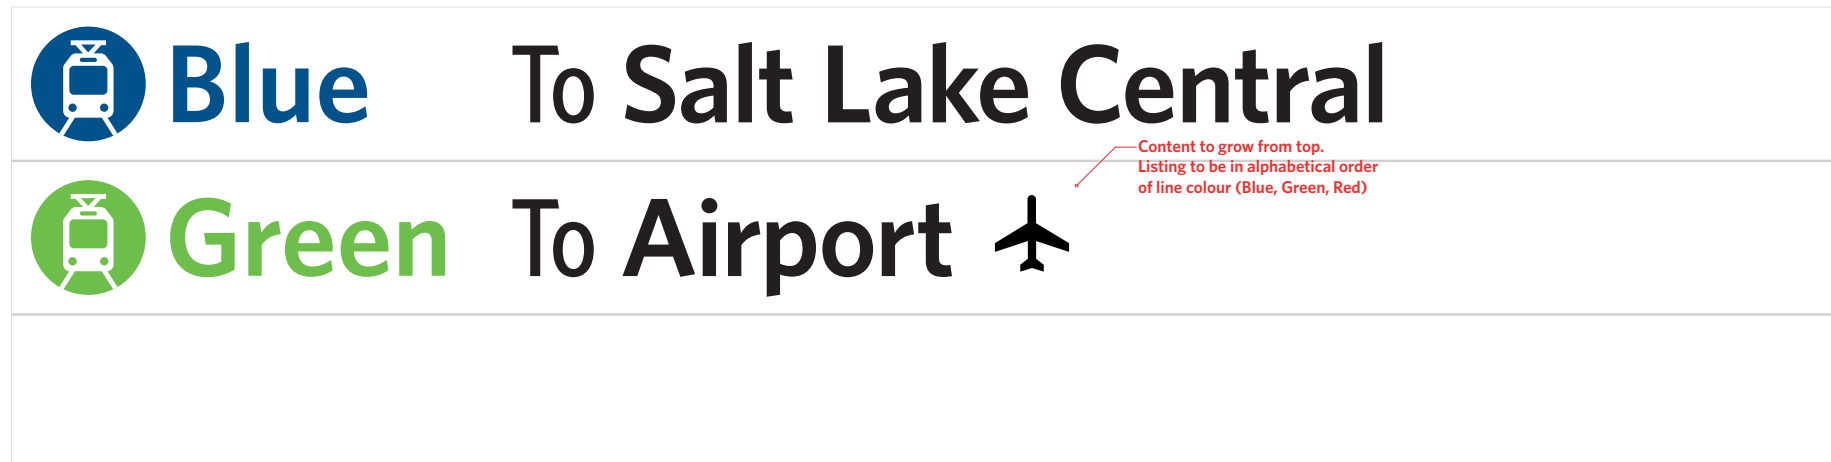 Blue To Salt Lake Central
Content to grow from top.
Listing to be in alphabetical order
of line colour (Blue, Green, Red)
Green To Airport